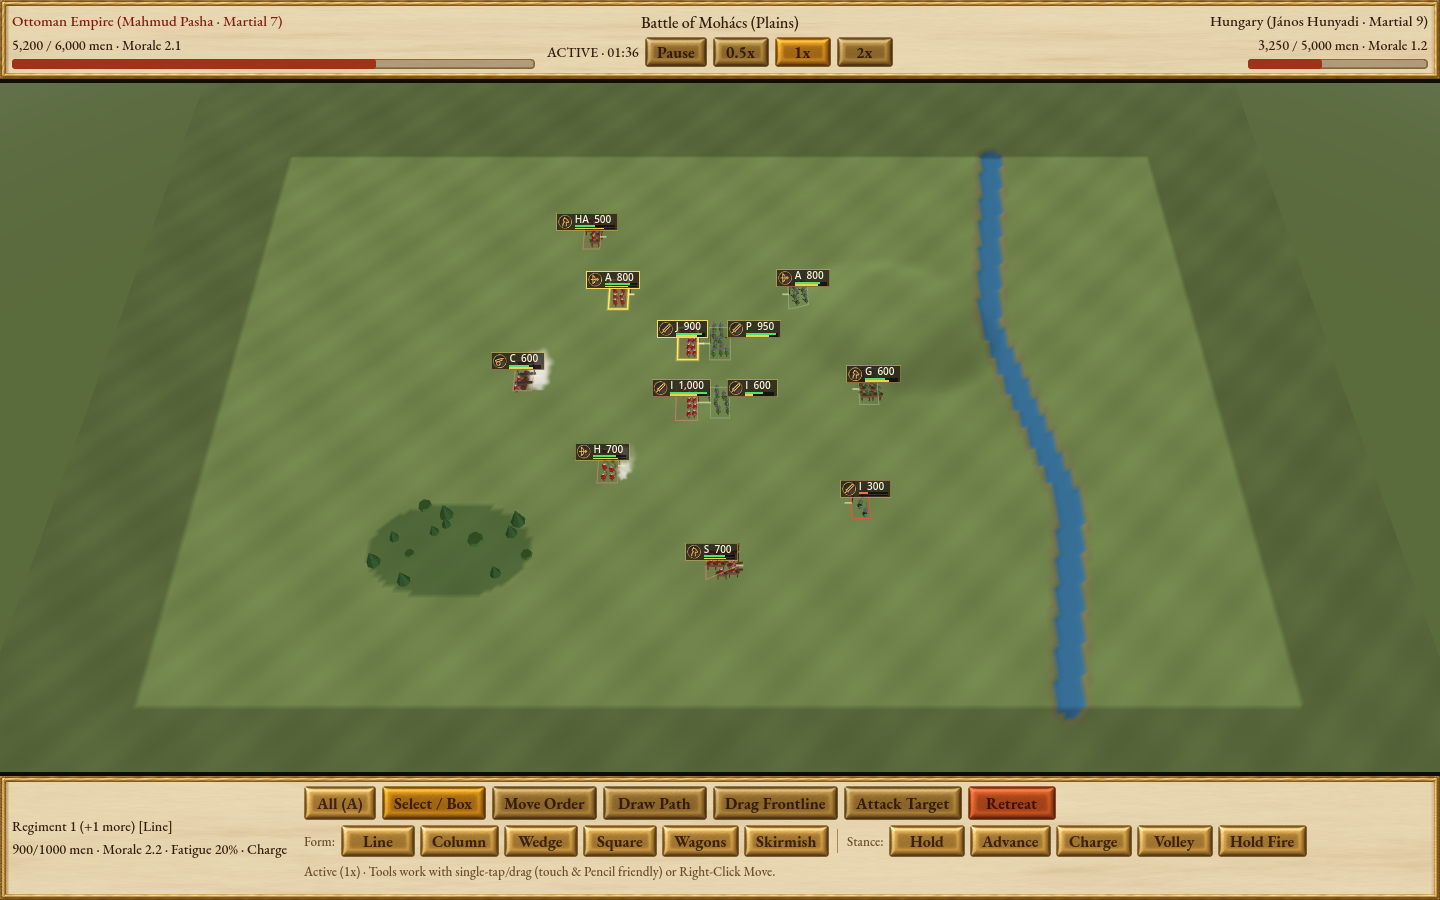 Ottoman Empire (Mahmud Pasha · Martial 7)
5,200 / 6,000 men · Morale 2.1
Battle of Mohács (Plains)
ACTIVE · 01:36
Pause
0.5x
1x
2x
Hungary (János Hunyadi · Martial 9)
3,250 / 5,000 men · Morale 1.2
HA 500
A 800
A 800
J 900
P 950
C 600
G 600
I 1,000
I 600
H 700
I 300
S 700
Regiment 1 (+1 more) [Line]
900/1000 men · Morale 2.2 · Fatigue 20% · Charge
All (A)
Select / Box
Move Order
Draw Path
Drag Frontline
Attack Target
Retreat
Form:
Line
Column
Wedge
Square
Wagons
Skirmish
Stance:
Hold
Advance
Charge
Volley
Hold Fire
Active (1x) · Tools work with single-tap/drag (touch & Pencil friendly) or Right-Click Move.